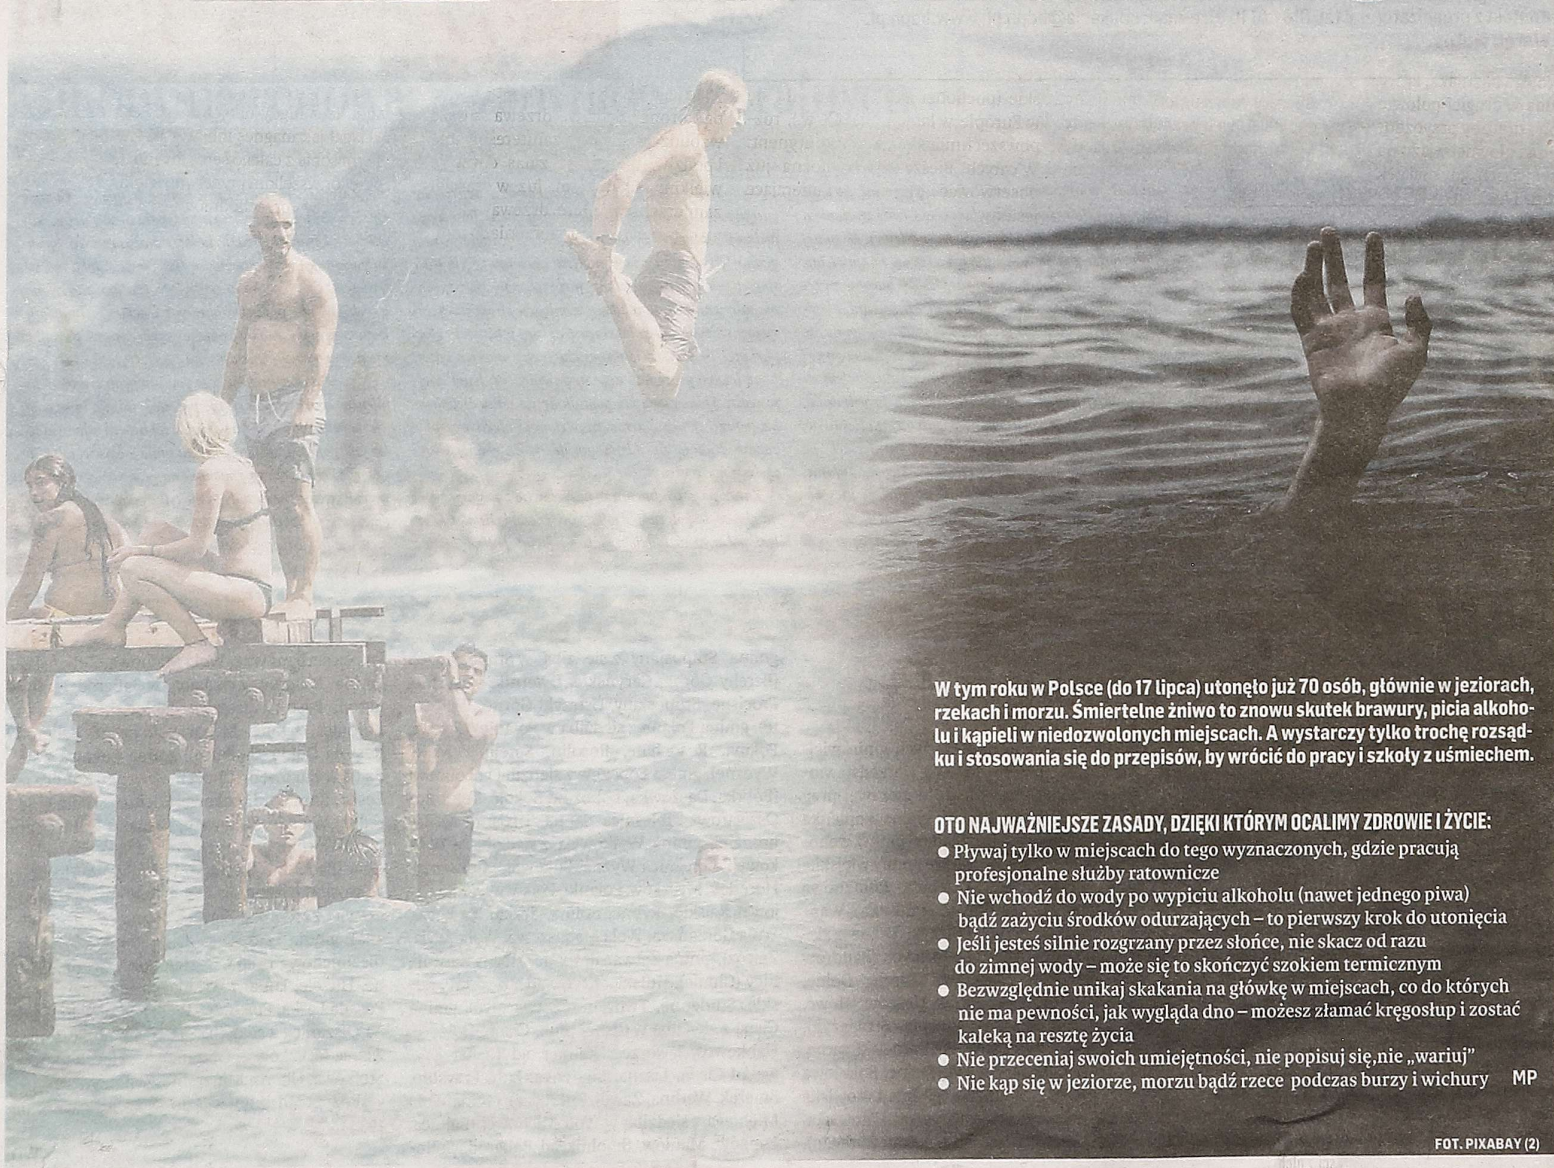 W tym roku w Polsce (do 17 lipca) utonęło już 70 osób, głównie w jeziorach,
rzekach i morzu. Śmiertelne żniwo to znowu skutek brawury, picia alkoho-
lu i kąpieli w niedozwolonych miejscach. A wystarczy tylko trochę rozsąd-
ku i stosowania się do przepisów, by wrócić do pracy i szkoły z uśmiechem.
OTO NAJWAŻNIEJSZE ZASADY, DZIĘKI KTÓRYM OCALIMY ZDROWIE I ŻYCIE:
● Pływaj tylko w miejscach do tego wyznaczonych, gdzie pracują
profesjonalne służby ratownicze
● Nie wchodź do wody po wypiciu alkoholu (nawet jednego piwa)
bądź zażyciu środków odurzających – to pierwszy krok do utonięcia
● Jeśli jesteś silnie rozgrzany przez słońce, nie skacz od razu
do zimnej wody – może się to skończyć szokiem termicznym
● Bezwzględnie unikaj skakania na główkę w miejscach, co do których
nie ma pewności, jak wygląda dno – możesz złamać kręgosłup i zostać
kaleką na resztę życia
● Nie przeceniaj swoich umiejętności, nie popisuj się,nie „wariuj”
● Nie kąp się w jeziorze, morzu bądź rzece podczas burzy i wichury MP
FOT. PIXABAY (2)